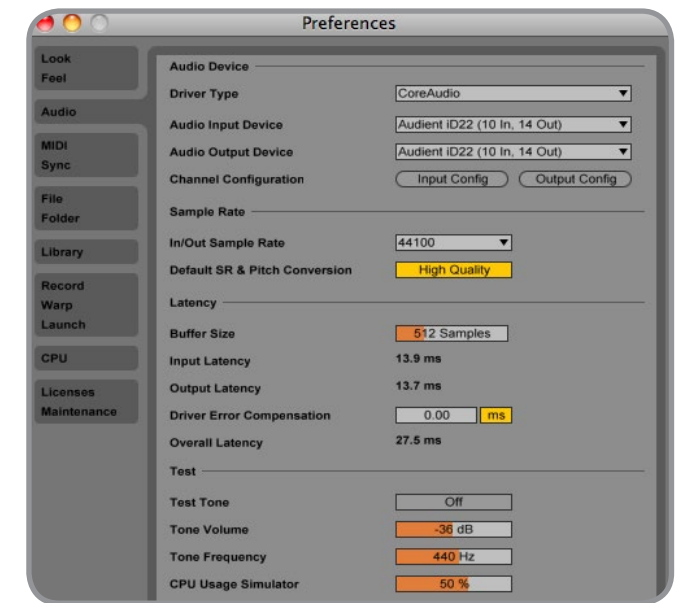 Preferences
Look
Feel
Audio
MIDI
Sync
File
Folder
Library
Record
Warp
Launch
CPU
Licenses
Maintenance
Audio Device
Driver Type CoreAudio
Audio Input Device Audient iD22 (10 In, 14 Out)
Audio Output Device Audient iD22 (10 In, 14 Out)
Channel Configuration Input Config Output Config
Sample Rate
In/Out Sample Rate 44100
Default SR & Pitch Conversion High Quality
Latency
Buffer Size 512 Samples
Input Latency 13.9 ms
Output Latency 13.7 ms
Driver Error Compensation 0.00 ms
Overall Latency 27.5 ms
Test
Test Tone Off
Tone Volume -36 dB
Tone Frequency 440 Hz
CPU Usage Simulator 50 %